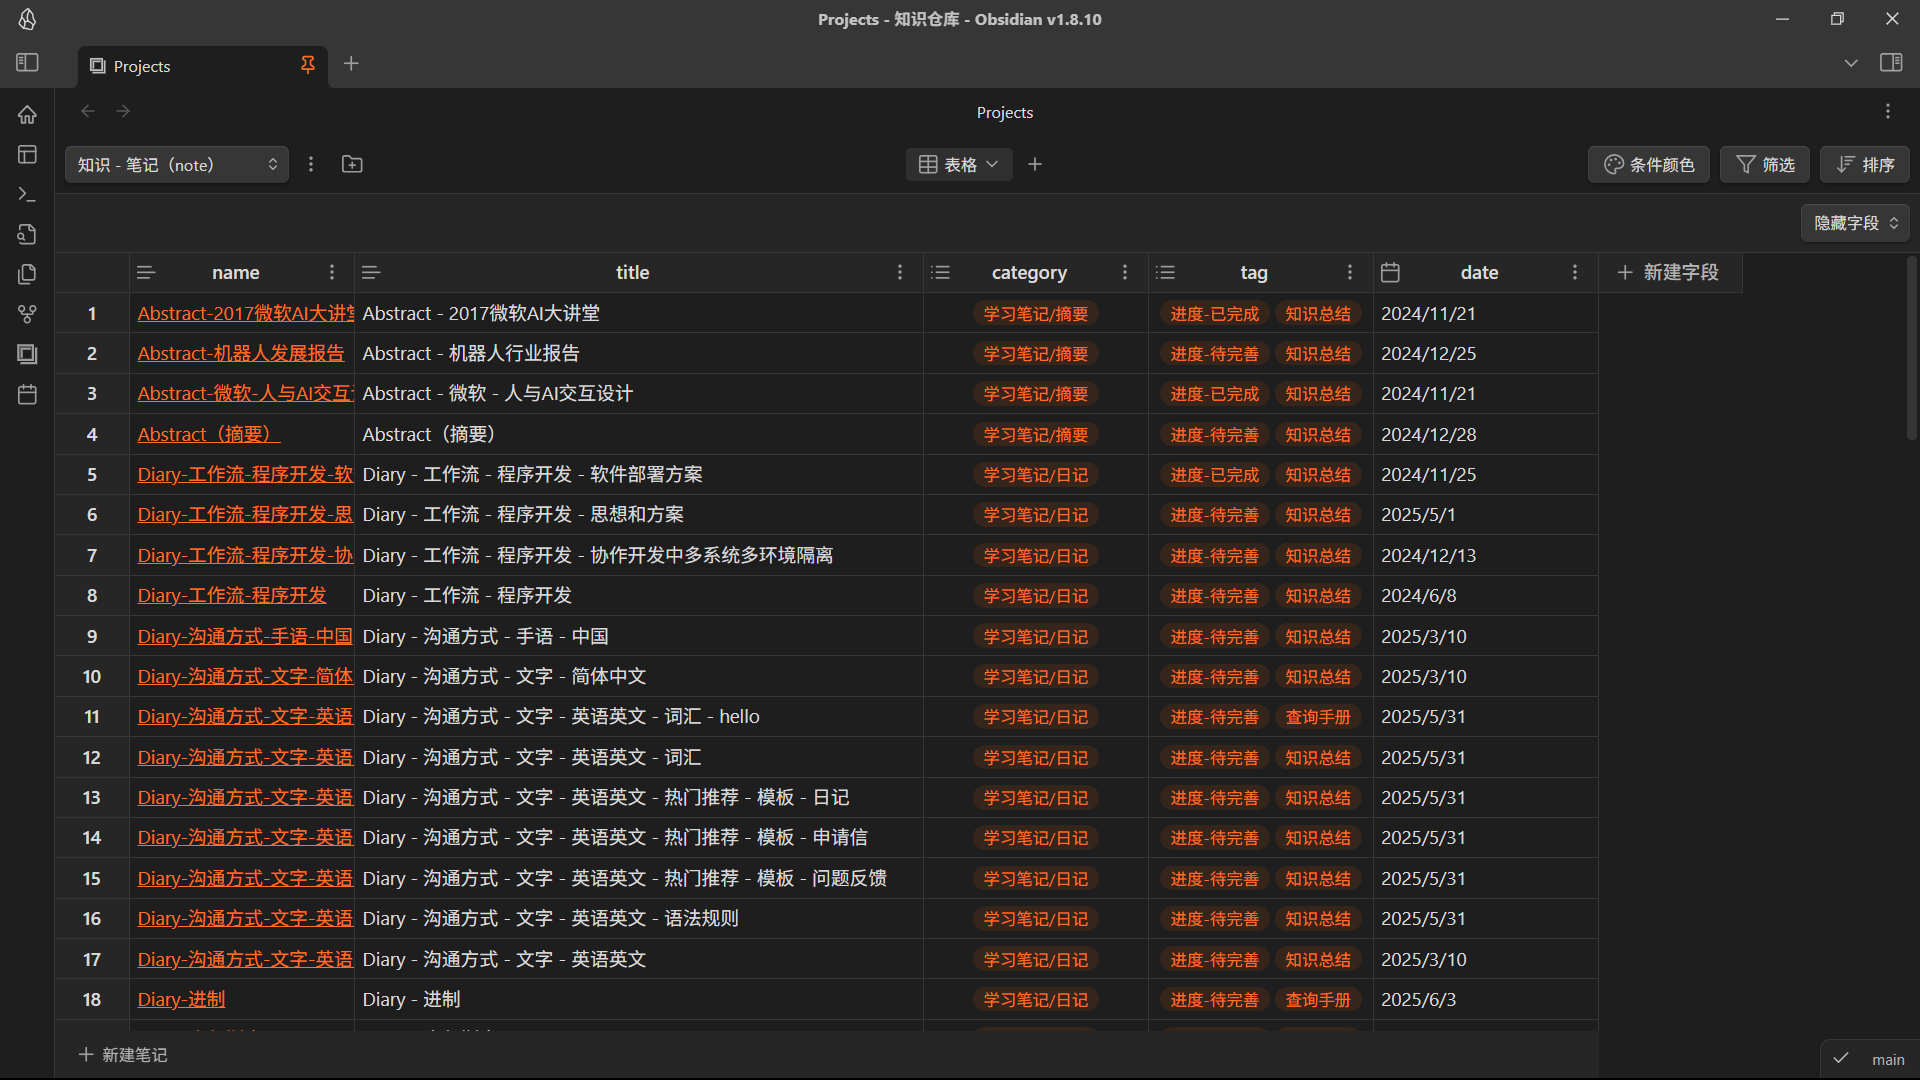 Projects - 知识仓库 - Obsidian v1.8.10
Projects
Projects
知识 - 笔记（note）
表格
条件颜色
筛选
排序
隐藏字段
name title category tag date 新建字段
1 Abstract-2017微软AI大讲堂 Abstract - 2017微软AI大讲堂 学习笔记/摘要 进度-已完成 知识总结 2024/11/21
2 Abstract-机器人发展报告 Abstract - 机器人行业报告 学习笔记/摘要 进度-待完善 知识总结 2024/12/25
3 Abstract-微软-人与AI交互 Abstract - 微软 - 人与AI交互设计 学习笔记/摘要 进度-已完成 知识总结 2024/11/21
4 Abstract（摘要） Abstract（摘要） 学习笔记/摘要 进度-待完善 知识总结 2024/12/28
5 Diary-工作流-程序开发-软 Diary - 工作流 - 程序开发 - 软件部署方案 学习笔记/日记 进度-已完成 知识总结 2024/11/25
6 Diary-工作流-程序开发-思 Diary - 工作流 - 程序开发 - 思想和方案 学习笔记/日记 进度-待完善 知识总结 2025/5/1
7 Diary-工作流-程序开发-协 Diary - 工作流 - 程序开发 - 协作开发中多系统多环境隔离 学习笔记/日记 进度-待完善 知识总结 2024/12/13
8 Diary-工作流-程序开发 Diary - 工作流 - 程序开发 学习笔记/日记 进度-待完善 知识总结 2024/6/8
9 Diary-沟通方式-手语-中国 Diary - 沟通方式 - 手语 - 中国 学习笔记/日记 进度-待完善 知识总结 2025/3/10
10 Diary-沟通方式-文字-简体 Diary - 沟通方式 - 文字 - 简体中文 学习笔记/日记 进度-待完善 知识总结 2025/3/10
11 Diary-沟通方式-文字-英语 Diary - 沟通方式 - 文字 - 英语英文 - 词汇 - hello 学习笔记/日记 进度-待完善 查询手册 2025/5/31
12 Diary-沟通方式-文字-英语 Diary - 沟通方式 - 文字 - 英语英文 - 词汇 学习笔记/日记 进度-待完善 知识总结 2025/5/31
13 Diary-沟通方式-文字-英语 Diary - 沟通方式 - 文字 - 英语英文 - 热门推荐 - 模板 - 日记 学习笔记/日记 进度-待完善 知识总结 2025/5/31
14 Diary-沟通方式-文字-英语 Diary - 沟通方式 - 文字 - 英语英文 - 热门推荐 - 模板 - 申请信 学习笔记/日记 进度-待完善 知识总结 2025/5/31
15 Diary-沟通方式-文字-英语 Diary - 沟通方式 - 文字 - 英语英文 - 热门推荐 - 模板 - 问题反馈 学习笔记/日记 进度-待完善 知识总结 2025/5/31
16 Diary-沟通方式-文字-英语 Diary - 沟通方式 - 文字 - 英语英文 - 语法规则 学习笔记/日记 进度-待完善 知识总结 2025/5/31
17 Diary-沟通方式-文字-英语 Diary - 沟通方式 - 文字 - 英语英文 学习笔记/日记 进度-待完善 知识总结 2025/3/10
18 Diary-进制 Diary - 进制 学习笔记/日记 进度-待完善 查询手册 2025/6/3
新建笔记
main